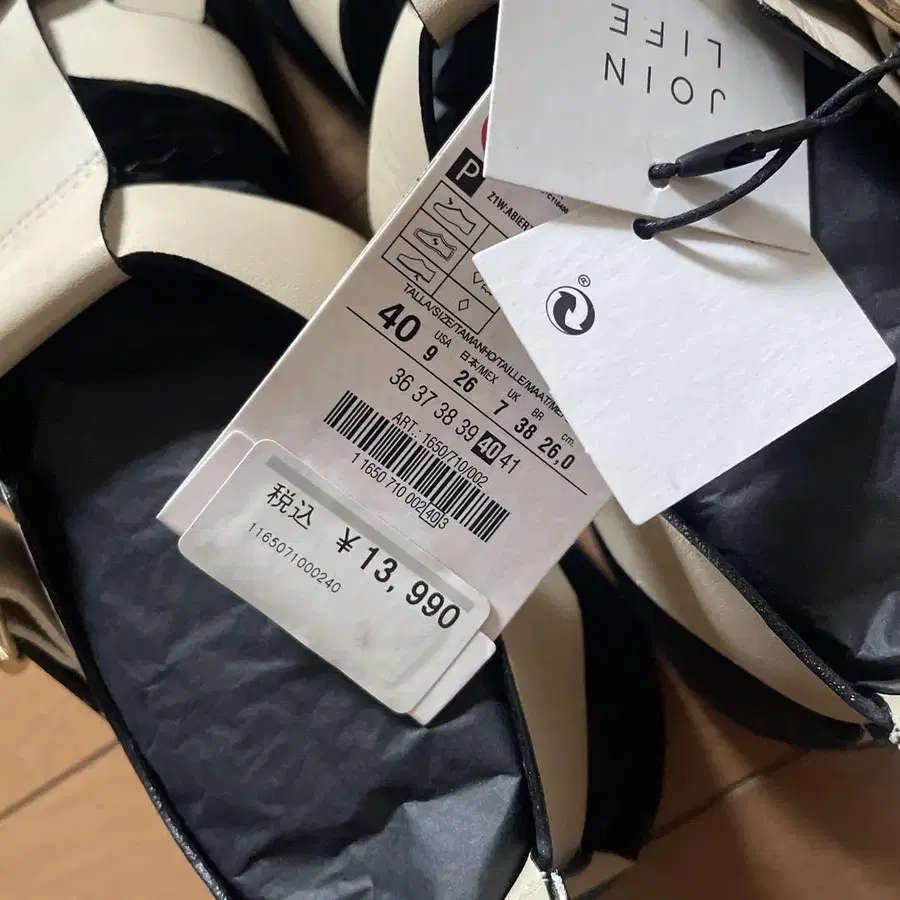 JOIN
LIFE
P
Z1W:ABIER
TALLA/SIZE/TAMANHO/TAILLE/MAAT/
USA 日本/MEX UK BR cm.
40 9 26 7 38 26,0
36 37 38 39 40 41
ART.: 1650/710/002
1 1650 710 002 40 3
税込 ¥13,990
1165071000240
®